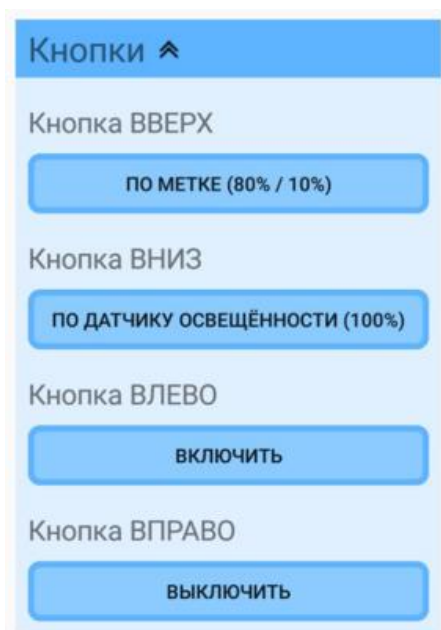 Кнопки
Кнопка ВВЕРХ
ПО МЕТКЕ (80% / 10%)
Кнопка ВНИЗ
ПО ДАТЧИКУ ОСВЕЩЁННОСТИ (100%)
Кнопка ВЛЕВО
ВКЛЮЧИТЬ
Кнопка ВПРАВО
ВЫКЛЮЧИТЬ